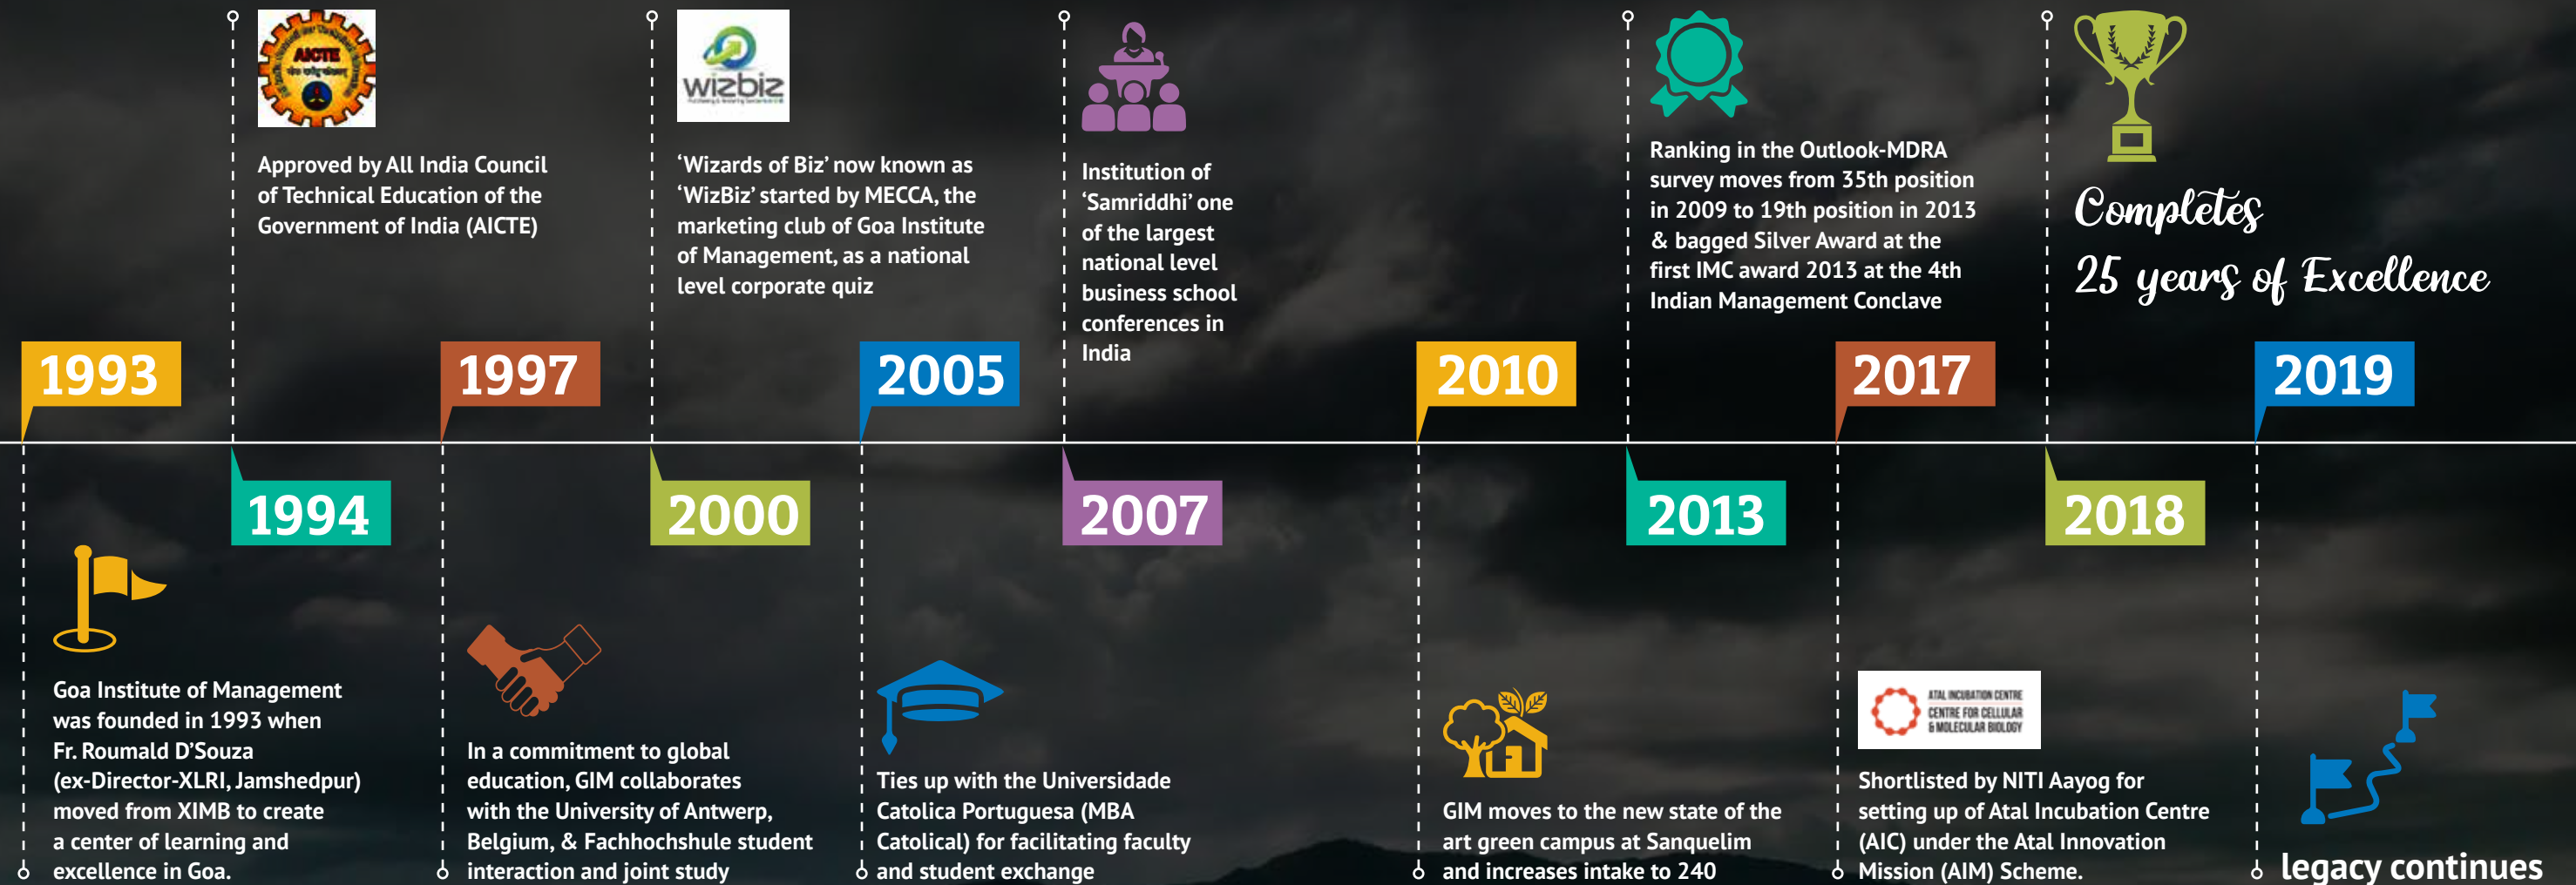 AICTE
Approved by All India Council
of Technical Education of the
Government of India (AICTE)
wizbiz
‘Wizards of Biz’ now known as
‘WizBiz’ started by MECCA, the
marketing club of Goa Institute
of Management, as a national
level corporate quiz
Institution of
‘Samriddhi’ one
of the largest
national level
business school
conferences in
India
Ranking in the Outlook-MDRA
survey moves from 35th position
in 2009 to 19th position in 2013
& bagged Silver Award at the
first IMC award 2013 at the 4th
Indian Management Conclave
Completes
25 years of Excellence
1993
1997
2005
2010
2017
2019
1994
2000
2007
2013
2018
Goa Institute of Management
was founded in 1993 when
Fr. Roumald D’Souza
(ex-Director-XLRI, Jamshedpur)
moved from XIMB to create
a center of learning and
excellence in Goa.
In a commitment to global
education, GIM collaborates
with the University of Antwerp,
Belgium, & Fachhochshule student
interaction and joint study
Ties up with the Universidade
Catolica Portuguesa (MBA
Catolical) for facilitating faculty
and student exchange
GIM moves to the new state of the
art green campus at Sanquelim
and increases intake to 240
ATAL INCUBATION CENTRE
CENTRE FOR CELLULAR
& MOLECULAR BIOLOGY
Shortlisted by NITI Aayog for
setting up of Atal Incubation Centre
(AIC) under the Atal Innovation
Mission (AIM) Scheme.
legacy continues